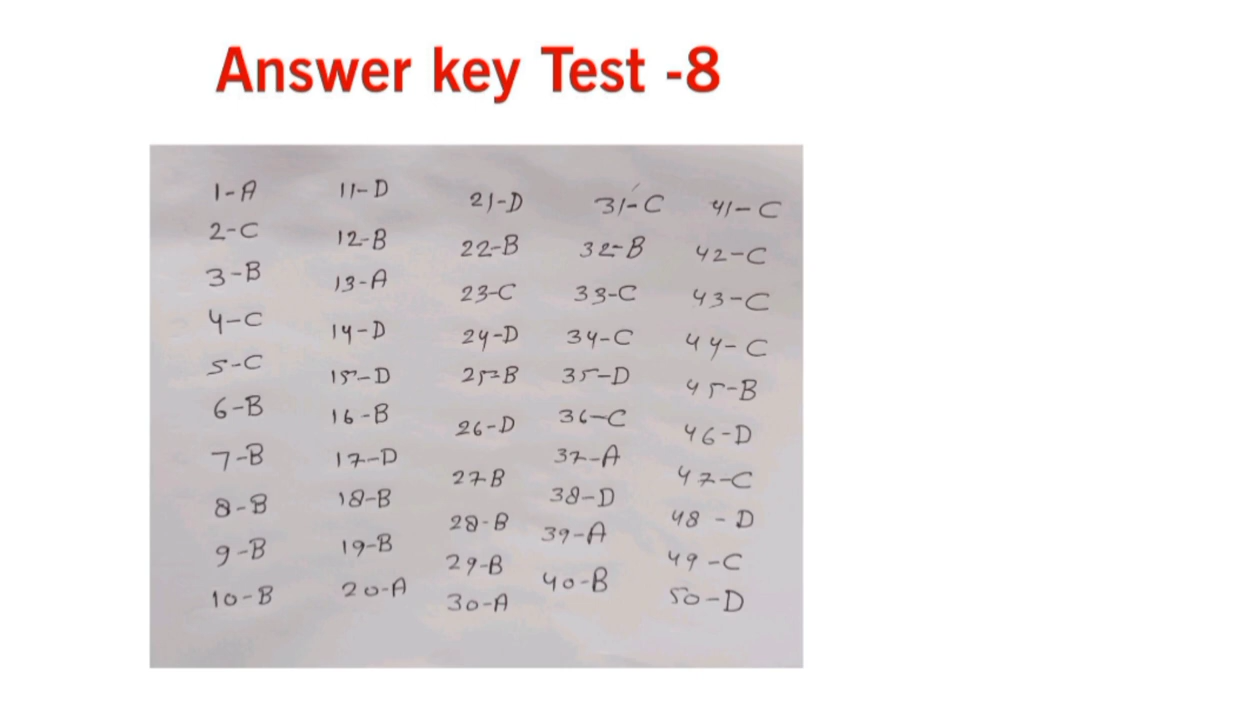 Answer key Test -8
1-A
2-C
3-B
4-C
5-C
6-B
7-B
8-B
9-B
10-B
11-D
12-B
13-A
14-D
15-D
16-B
17-D
18-B
19-B
20-A
21-D
22-B
23-C
24-D
25-B
26-D
27-B
28-B
29-B
30-A
31-C
32-B
33-C
34-C
35-D
36-C
37-A
38-D
39-A
40-B
41-C
42-C
43-C
44-C
45-B
46-D
47-C
48-D
49-C
50-D